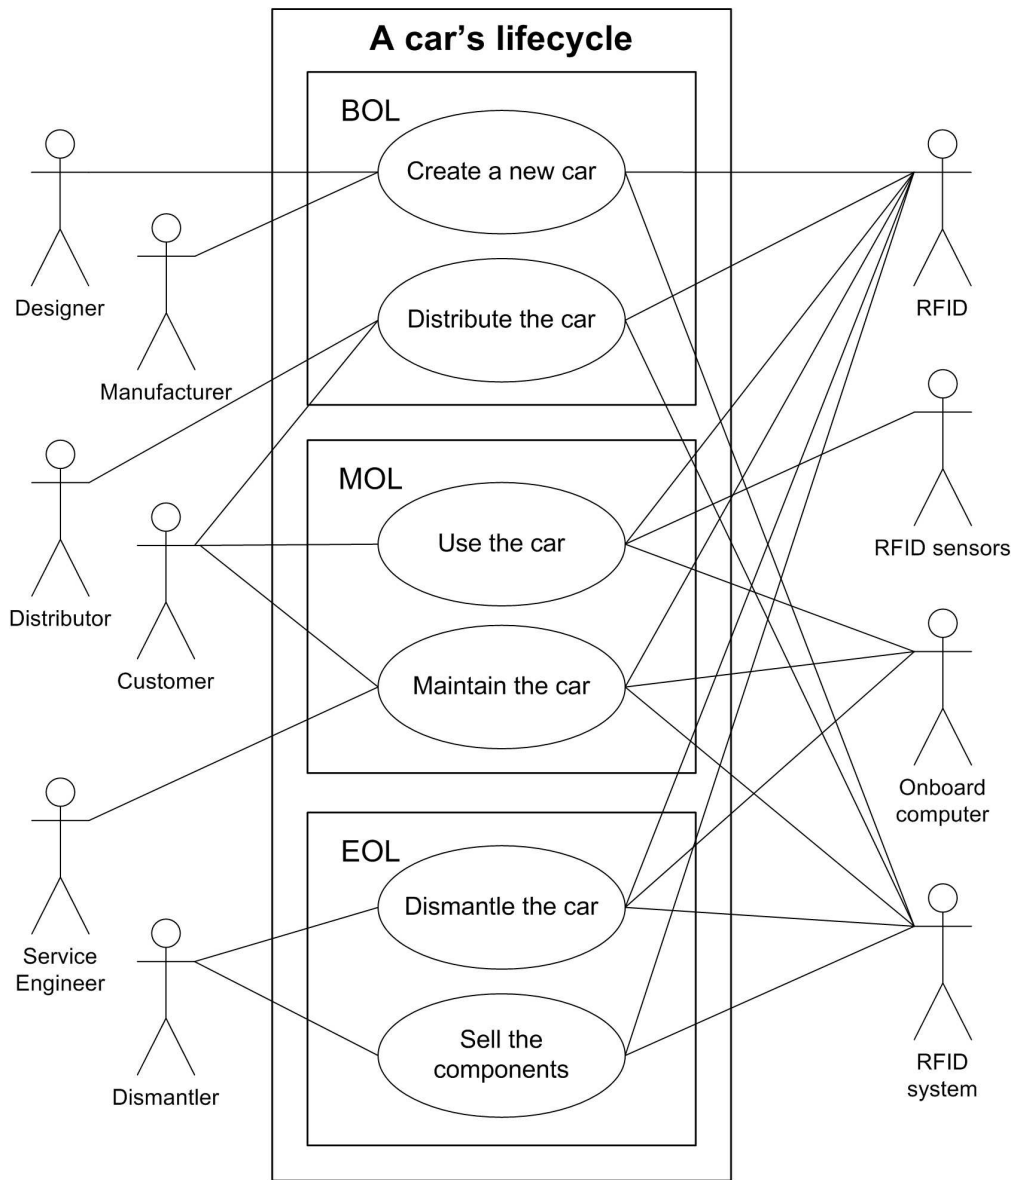 A car's lifecycle
BOL
Create a new car
Distribute the car
Designer
Manufacturer
RFID
MOL
Use the car
Maintain the car
Distributor
Customer
RFID sensors
Onboard
computer
EOL
Dismantle the car
Sell the
components
Service
Engineer
Dismantler
RFID
system